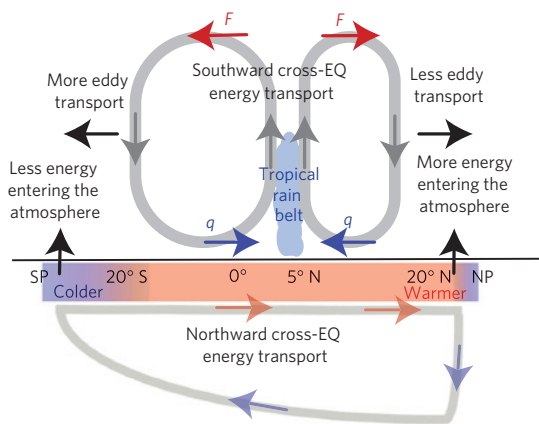 F
F
More eddy
transport
Southward cross-EQ
energy transport
Less eddy
transport
Less energy
entering the
atmosphere
Tropical
rain
belt
More energy
entering the
atmosphere
q
q
SP
20° S
0°
5° N
20° N
NP
Colder
Warmer
Northward cross-EQ
energy transport